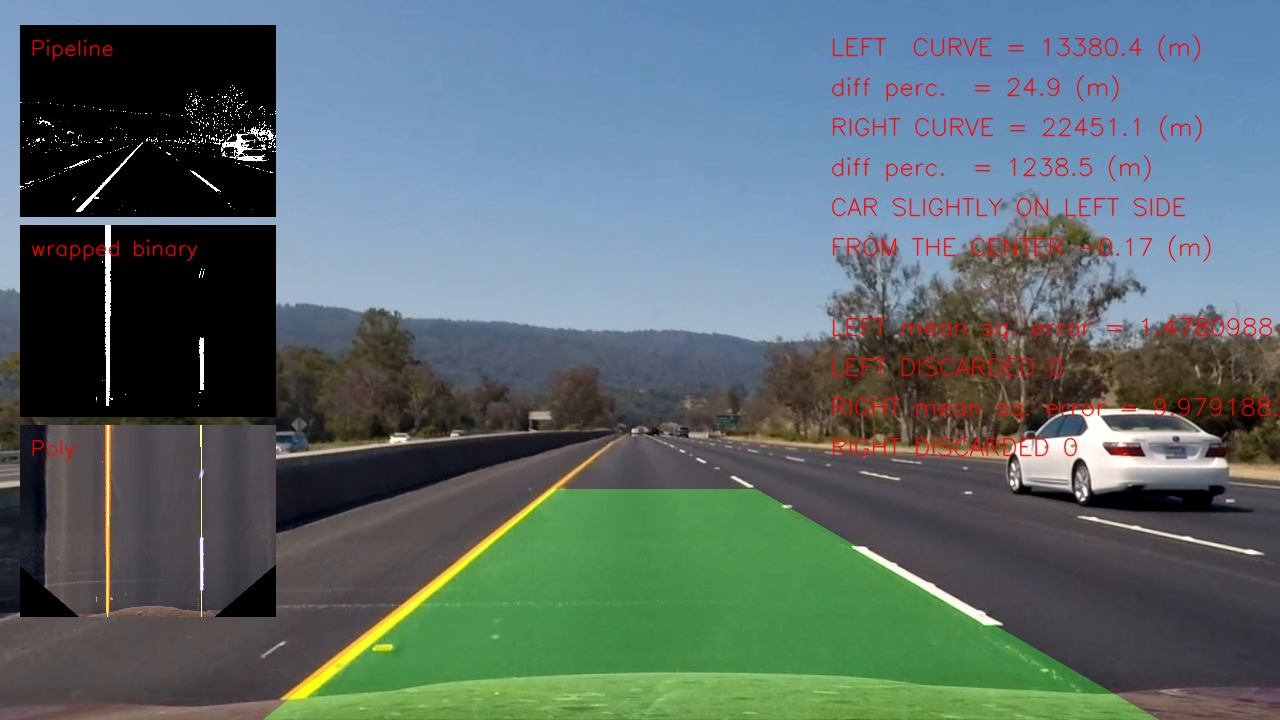 Pipeline
wrapped binary
Poly
LEFT CURVE = 13380.4 (m)
diff perc. = 24.9 (m)
RIGHT CURVE = 22451.1 (m)
diff perc. = 1238.5 (m)
CAR SLIGHTLY ON LEFT SIDE
FROM THE CENTER -0.17 (m)
LEFT mean sq. error = 1.4780988
LEFT DISCARDED 0
RIGHT mean sq. error = 9.979188
RIGHT DISCARDED 0